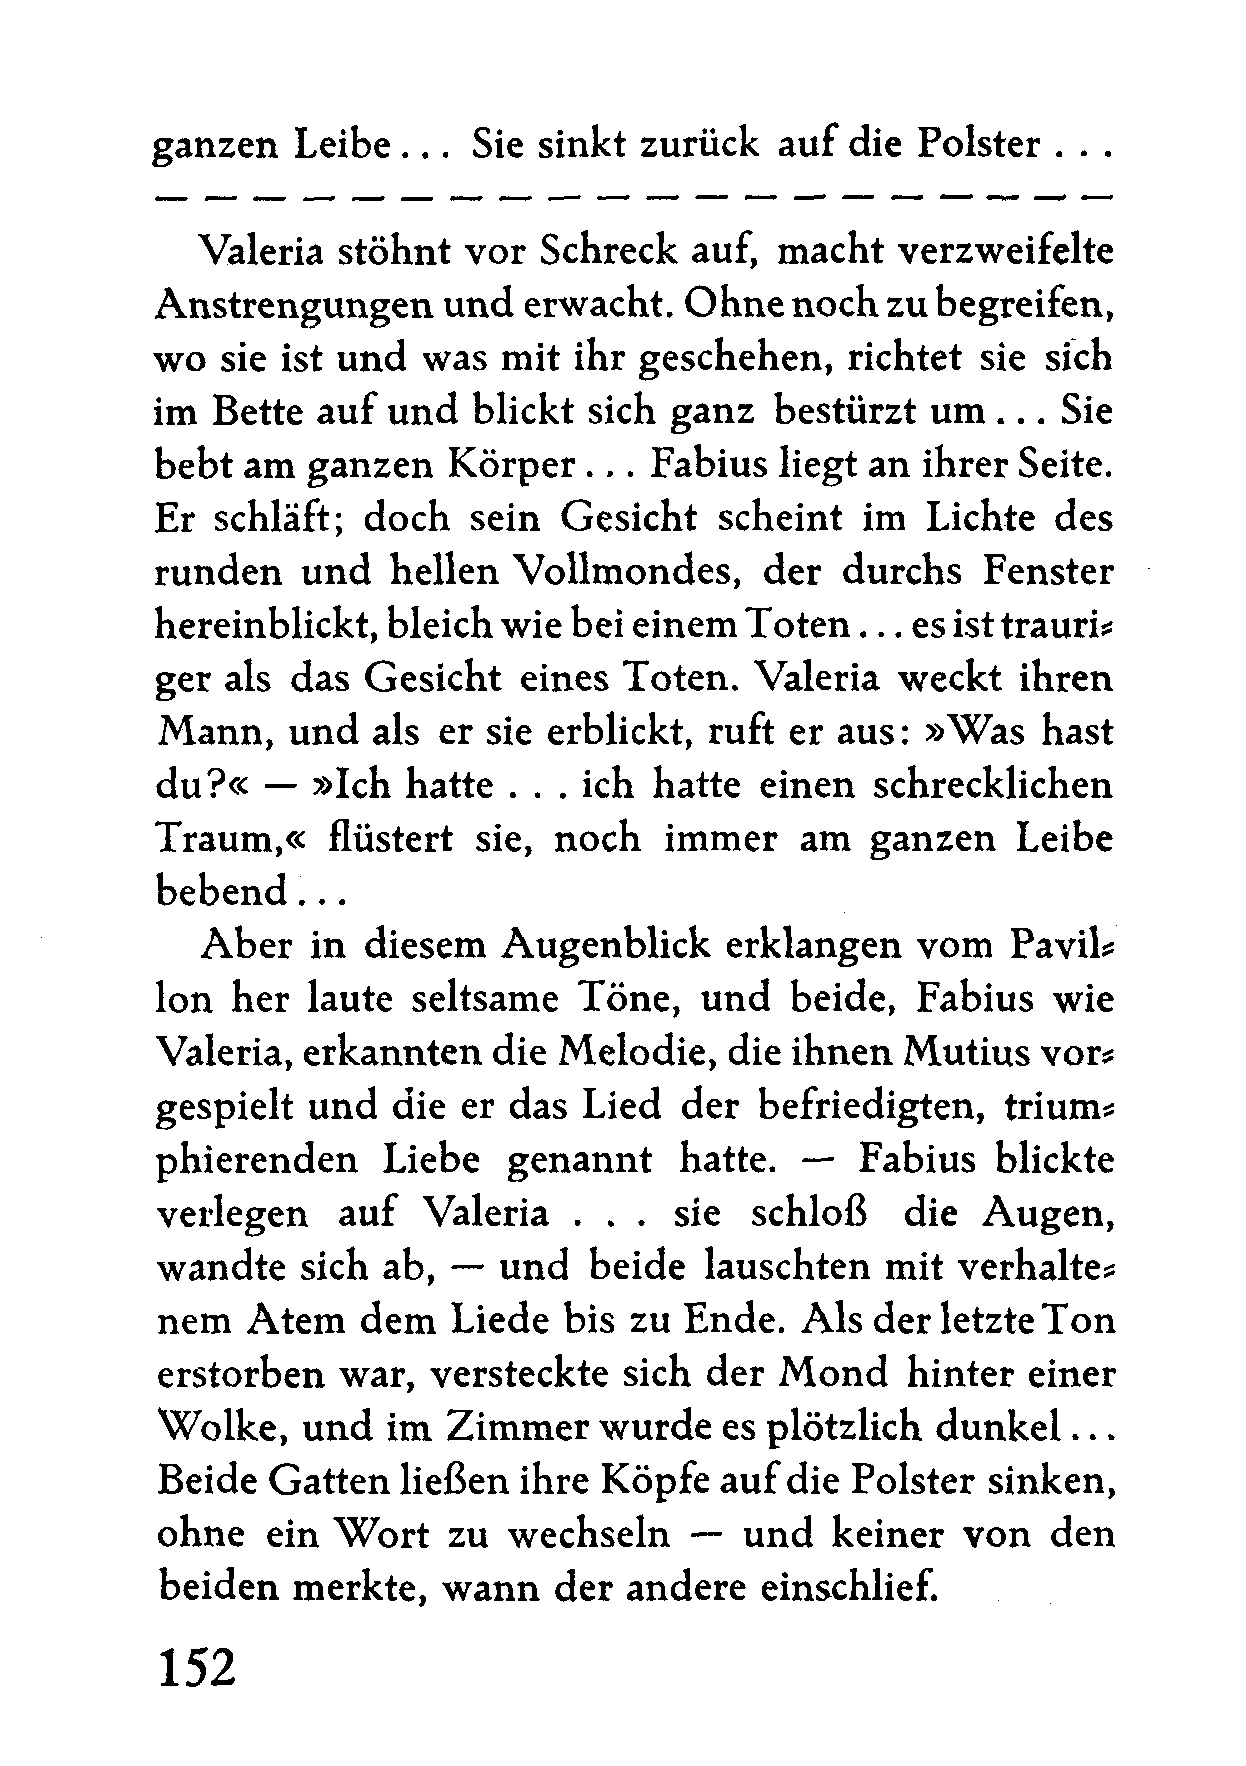 ganzen Leibe... Sie sinkt zurück auf die Polster . . .
— — — — — — — — — — — — — — — — — — — —
Valeria stöhnt vor Schreck auf, macht verzweifelte
Anstrengungen und erwacht. Ohne noch zu begreifen,
wo sie ist und was mit ihr geschehen, richtet sie sich
im Bette auf und blickt sich ganz bestürzt um... Sie
bebt am ganzen Körper... Fabius liegt an ihrer Seite.
Er schläft; doch sein Gesicht scheint im Lichte des
runden und hellen Vollmondes, der durchs Fenster
hereinblickt, bleich wie bei einem Toten... es ist trauri⸗
ger als das Gesicht eines Toten. Valeria weckt ihren
Mann, und als er sie erblickt, ruft er aus: »Was hast
du?« — »Ich hatte . . . ich hatte einen schrecklichen
Traum,« flüstert sie, noch immer am ganzen Leibe
bebend...
Aber in diesem Augenblick erklangen vom Pavil⸗
lon her laute seltsame Töne, und beide, Fabius wie
Valeria, erkannten die Melodie, die ihnen Mutius vor⸗
gespielt und die er das Lied der befriedigten, trium⸗
phierenden Liebe genannt hatte. — Fabius blickte
verlegen auf Valeria . . . sie schloß die Augen,
wandte sich ab, — und beide lauschten mit verhalte⸗
nem Atem dem Liede bis zu Ende. Als der letzte Ton
erstorben war, versteckte sich der Mond hinter einer
Wolke, und im Zimmer wurde es plötzlich dunkel...
Beide Gatten ließen ihre Köpfe auf die Polster sinken,
ohne ein Wort zu wechseln — und keiner von den
beiden merkte, wann der andere einschlief.
152